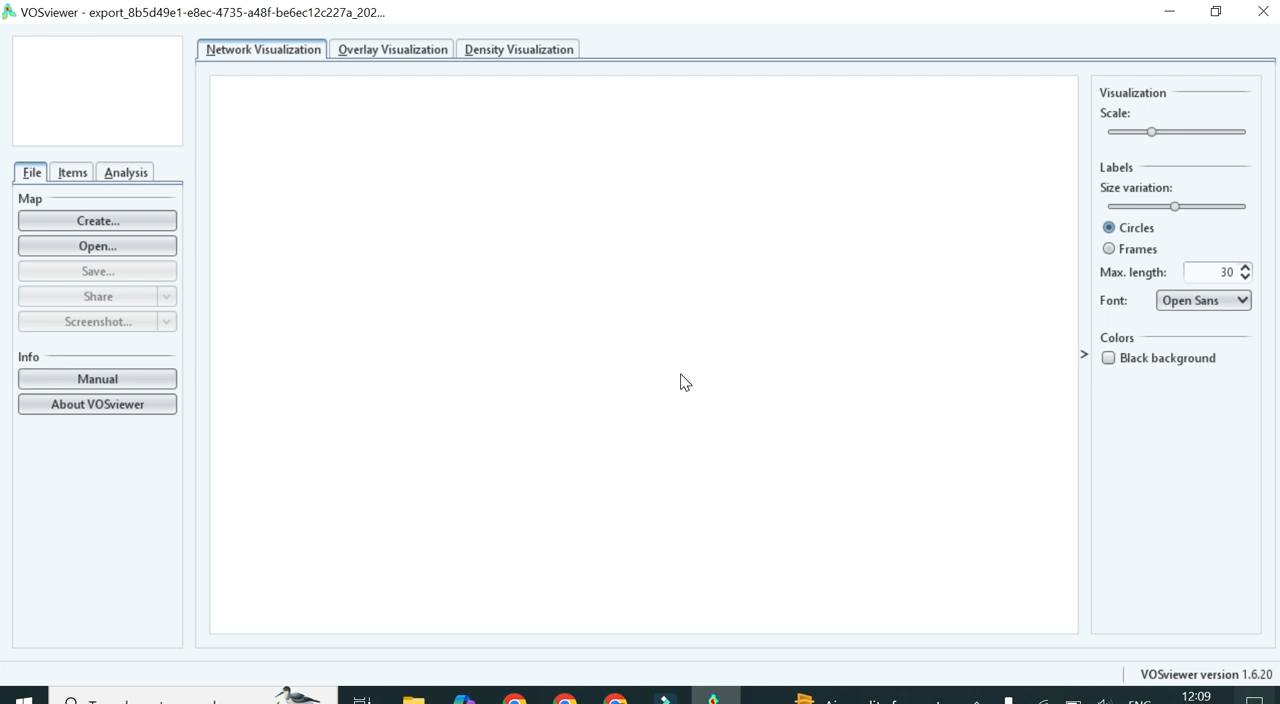 VOSviewer - export_8b5d49e1-e8ec-4735-a48f-be6ec12c227a_202...
Network Visualization
Overlay Visualization
Density Visualization
File
Items
Analysis
Map
Create...
Open...
Save...
Share
Screenshot...
Info
Manual
About VOSviewer
Visualization
Scale:
Labels
Size variation:
Circles
Frames
Max. length: 30
Font: Open Sans
Colors
Black background
>
VOSviewer version 1.6.20
12:09